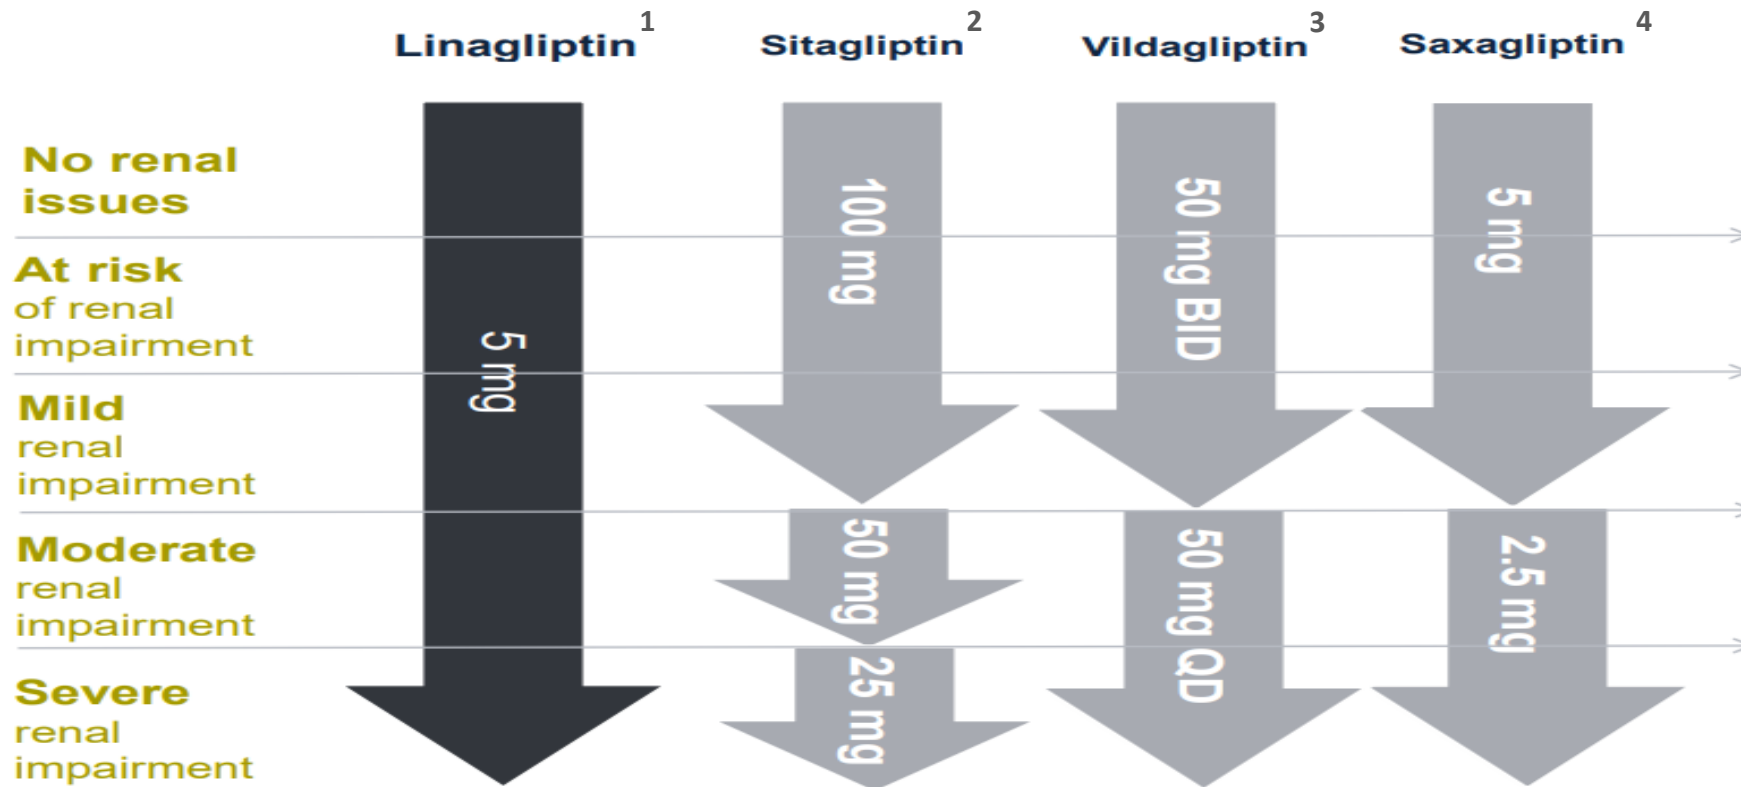 Linagliptin 1
Sitagliptin 2
Vildagliptin 3
Saxagliptin 4
No renal
issues
At risk
of renal
impairment
Mild
renal
impairment
Moderate
renal
impairment
Severe
renal
impairment
5 mg
100 mg
50 mg
25 mg
50 mg BID
50 mg QD
5 mg
2.5 mg